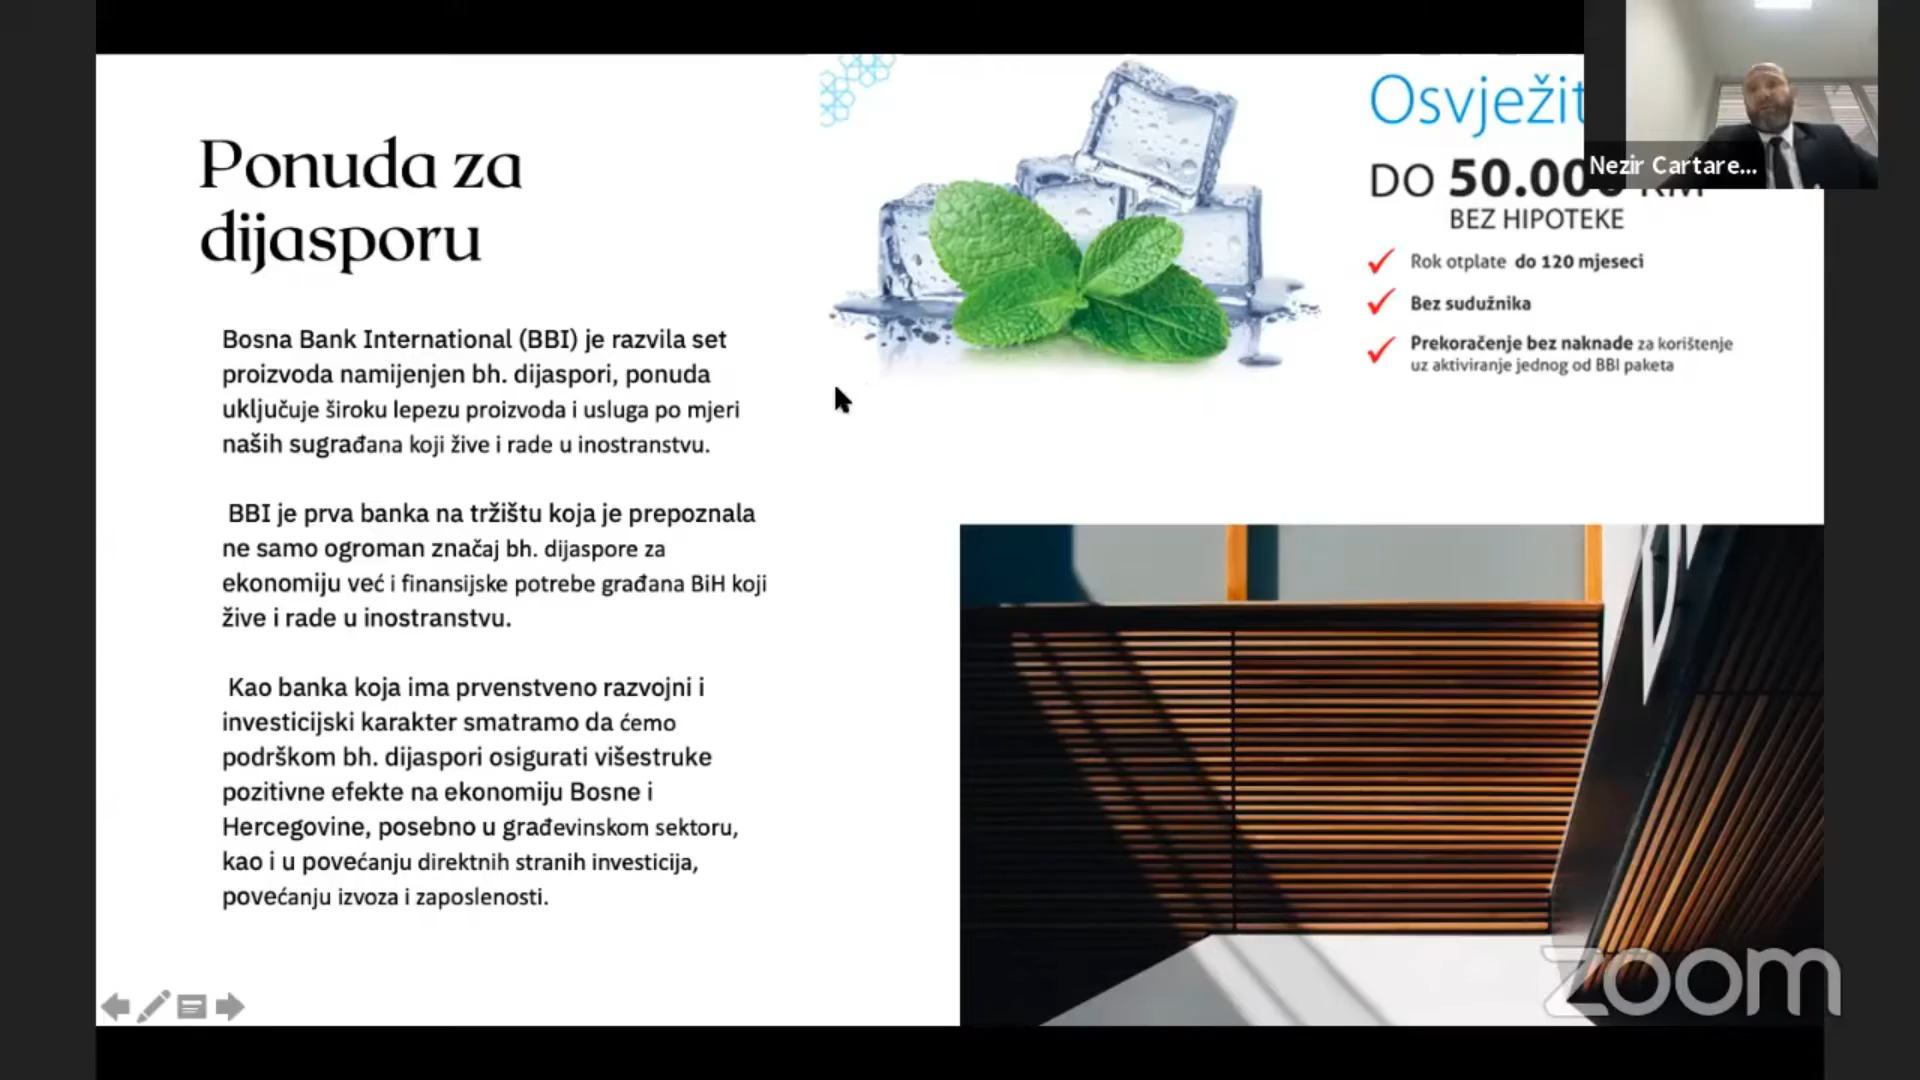 Ponuda za
dijasporu
Bosna Bank International (BBI) je razvila set
proizvoda namijenjen bh. dijaspori, ponuda
uključuje široku lepezu proizvoda i usluga po mjeri
naših sugrađana koji žive i rade u inostranstvu.
BBI je prva banka na tržištu koja je prepoznala
ne samo ogroman značaj bh. dijaspore za
ekonomiju već i finansijske potrebe građana BiH koji
žive i rade u inostranstvu.
Kao banka koja ima prvenstveno razvojni i
investicijski karakter smatramo da ćemo
podrškom bh. dijaspori osigurati višestruke
pozitivne efekte na ekonomiju Bosne i
Hercegovine, posebno u građevinskom sektoru,
kao i u povećanju direktnih stranih investicija,
povećanju izvoza i zaposlenosti.
Osvježit
DO 50.000 KM
BEZ HIPOTEKE
Rok otplate do 120 mjeseci
Bez sudužnika
Prekoračenje bez naknade za korištenje
uz aktiviranje jednog od BBI paketa
Nezir Cartare...
zoom